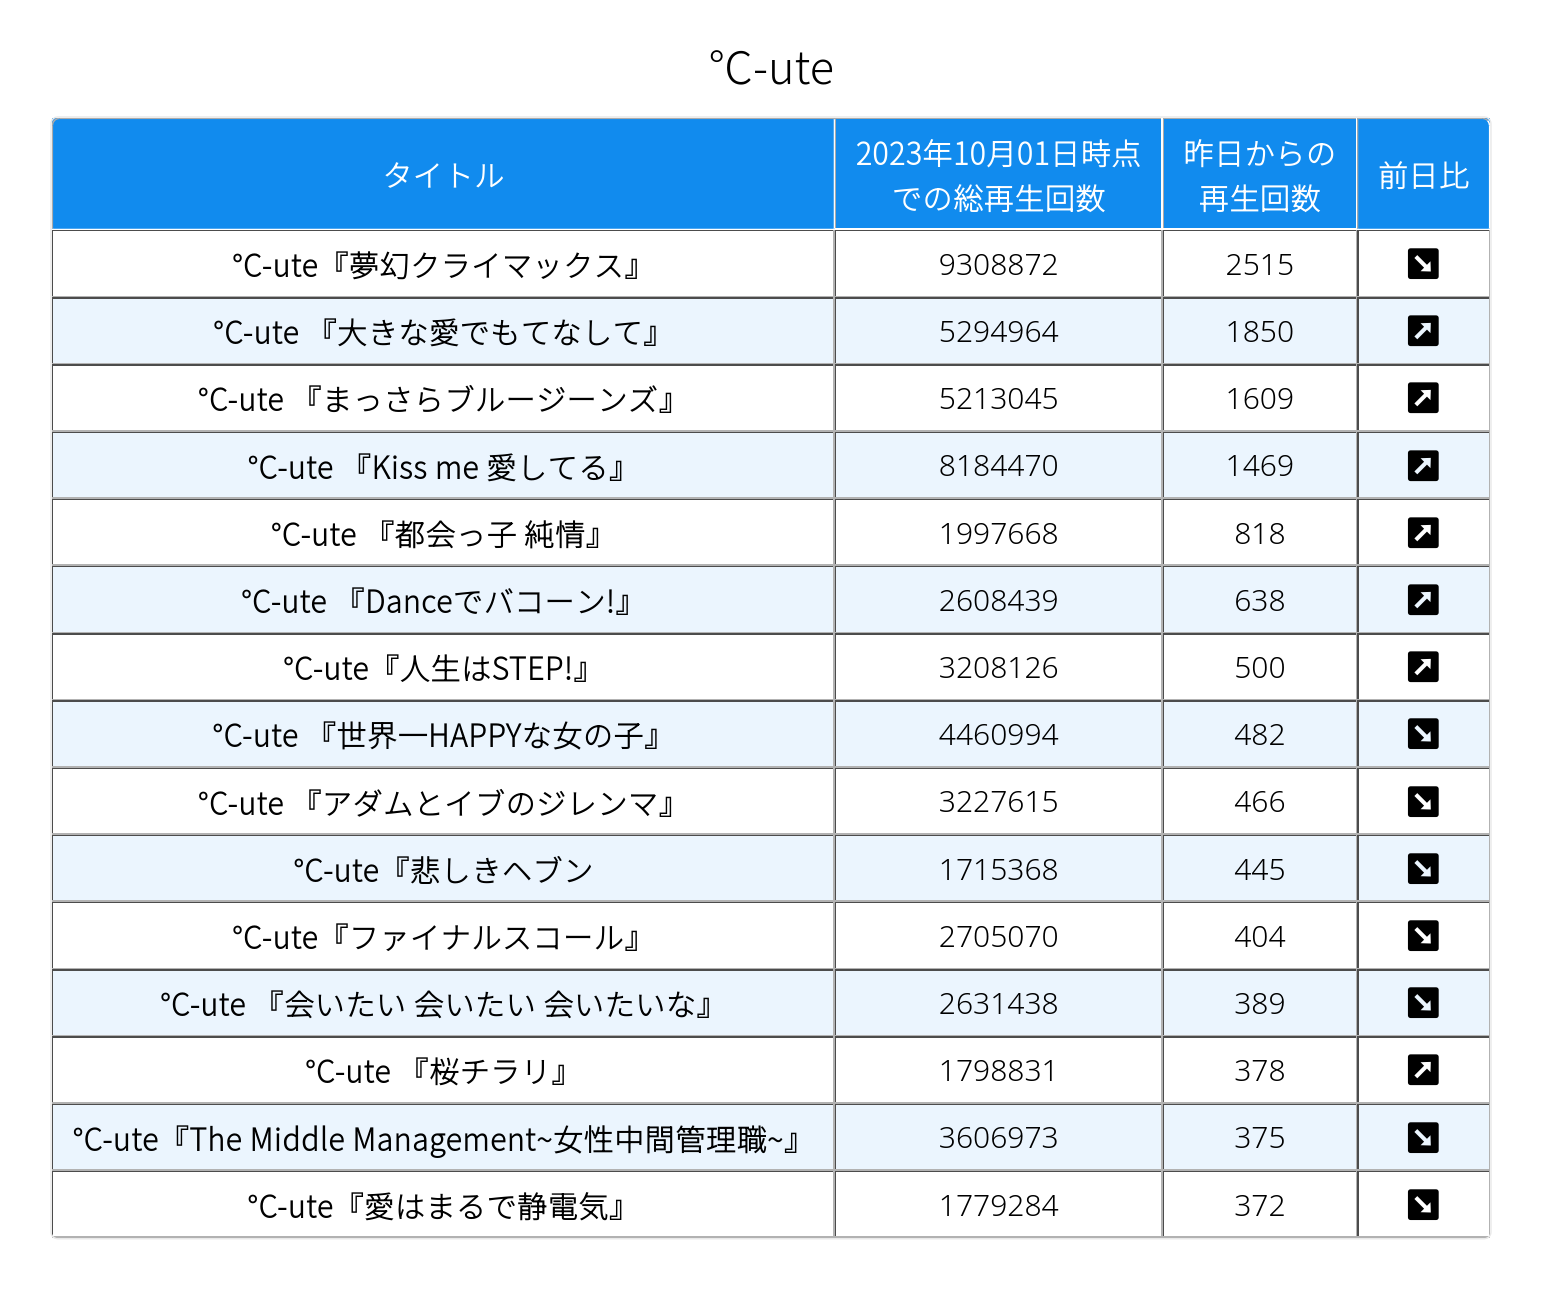 ℃-ute
タイトル
2023年10月01日時点
での総再生回数
昨日からの
再生回数
前日比
℃-ute『夢幻クライマックス』 9308872 2515 ↘
℃-ute 『大きな愛でもてなして』 5294964 1850 ↗
℃-ute 『まっさらブルージーンズ』 5213045 1609 ↗
℃-ute 『Kiss me 愛してる』 8184470 1469 ↗
℃-ute 『都会っ子 純情』 1997668 818 ↗
℃-ute 『Danceでバコーン!』 2608439 638 ↗
℃-ute『人生はSTEP!』 3208126 500 ↗
℃-ute 『世界一HAPPYな女の子』 4460994 482 ↘
℃-ute 『アダムとイブのジレンマ』 3227615 466 ↘
℃-ute『悲しきヘブン 1715368 445 ↘
℃-ute『ファイナルスコール』 2705070 404 ↘
℃-ute 『会いたい 会いたい 会いたいな』 2631438 389 ↘
℃-ute 『桜チラリ』 1798831 378 ↗
℃-ute『The Middle Management~女性中間管理職~』 3606973 375 ↘
℃-ute『愛はまるで静電気』 1779284 372 ↘